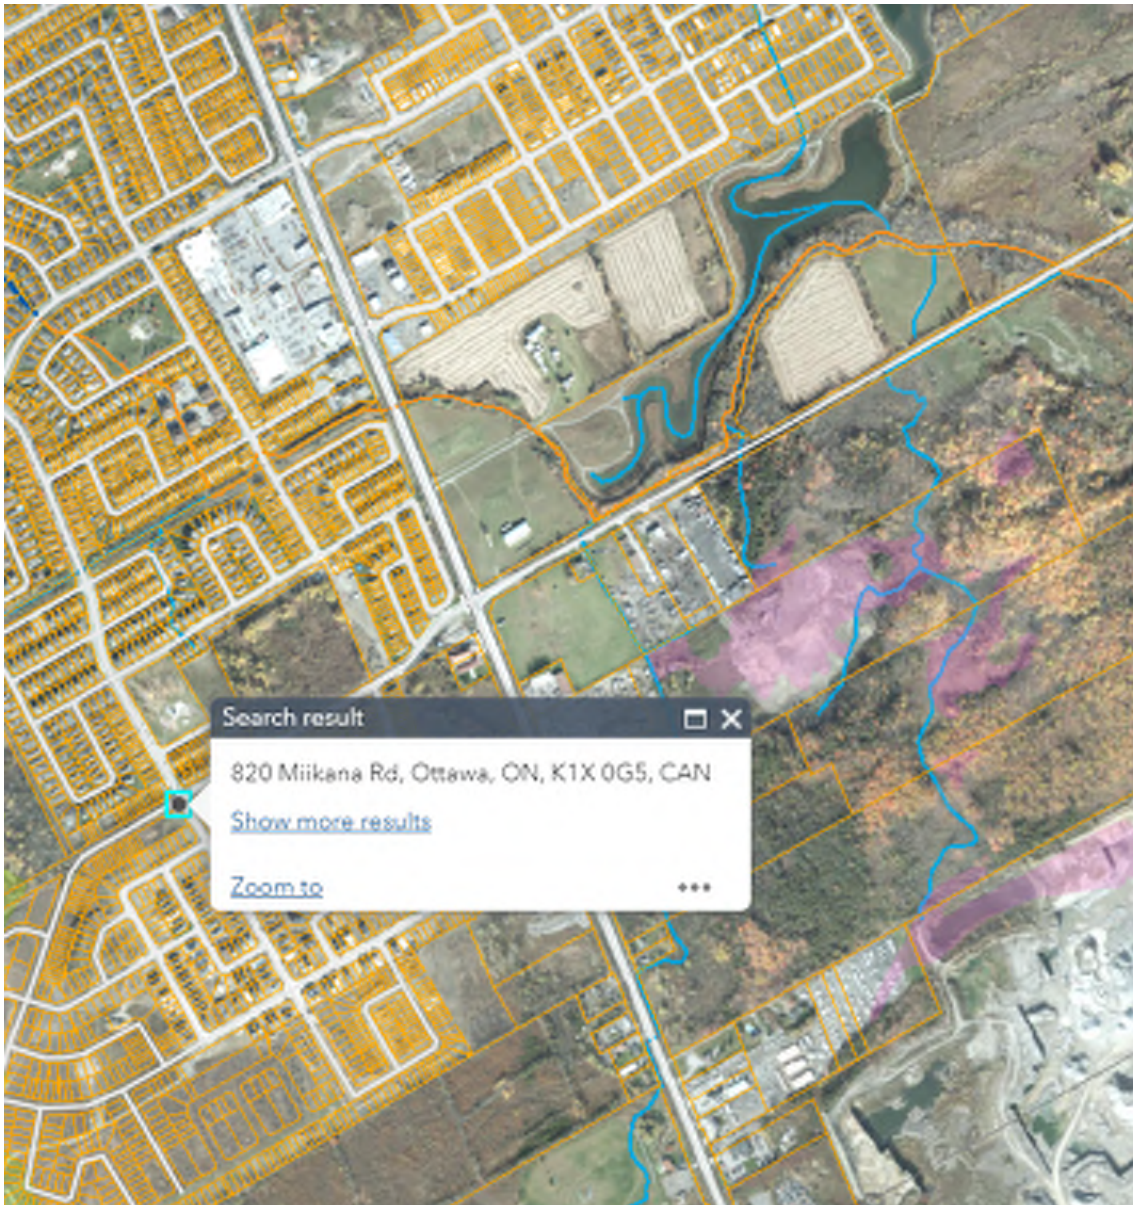 Search result
820 Miikana Rd, Ottawa, ON, K1X 0G5, CAN
Show more results
Zoom to